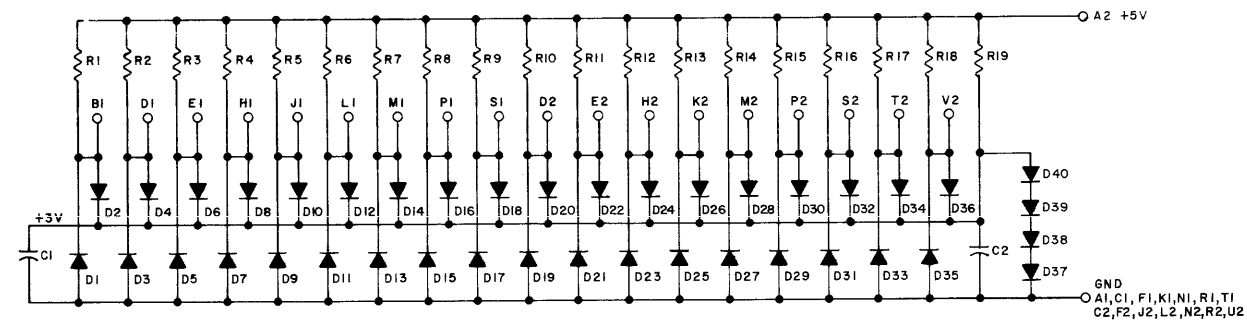 A2 +5V
R1 R2 R3 R4 R5 R6 R7 R8 R9 R10 R11 R12 R13 R14 R15 R16 R17 R18 R19
B1 D1 E1 H1 J1 L1 M1 P1 S1 D2 E2 H2 K2 M2 P2 S2 T2 V2
D40
D2 D4 D6 D8 D10 D12 D14 D16 D18 D20 D22 D24 D26 D28 D30 D32 D34 D36 D39
+3V
D38
C1 C2
D1 D3 D5 D7 D9 D11 D13 D15 D17 D19 D21 D23 D25 D27 D29 D31 D33 D35 D37
GND
A1,C1,F1,K1,N1,R1,T1
C2,F2,J2,L2,N2,R2,U2